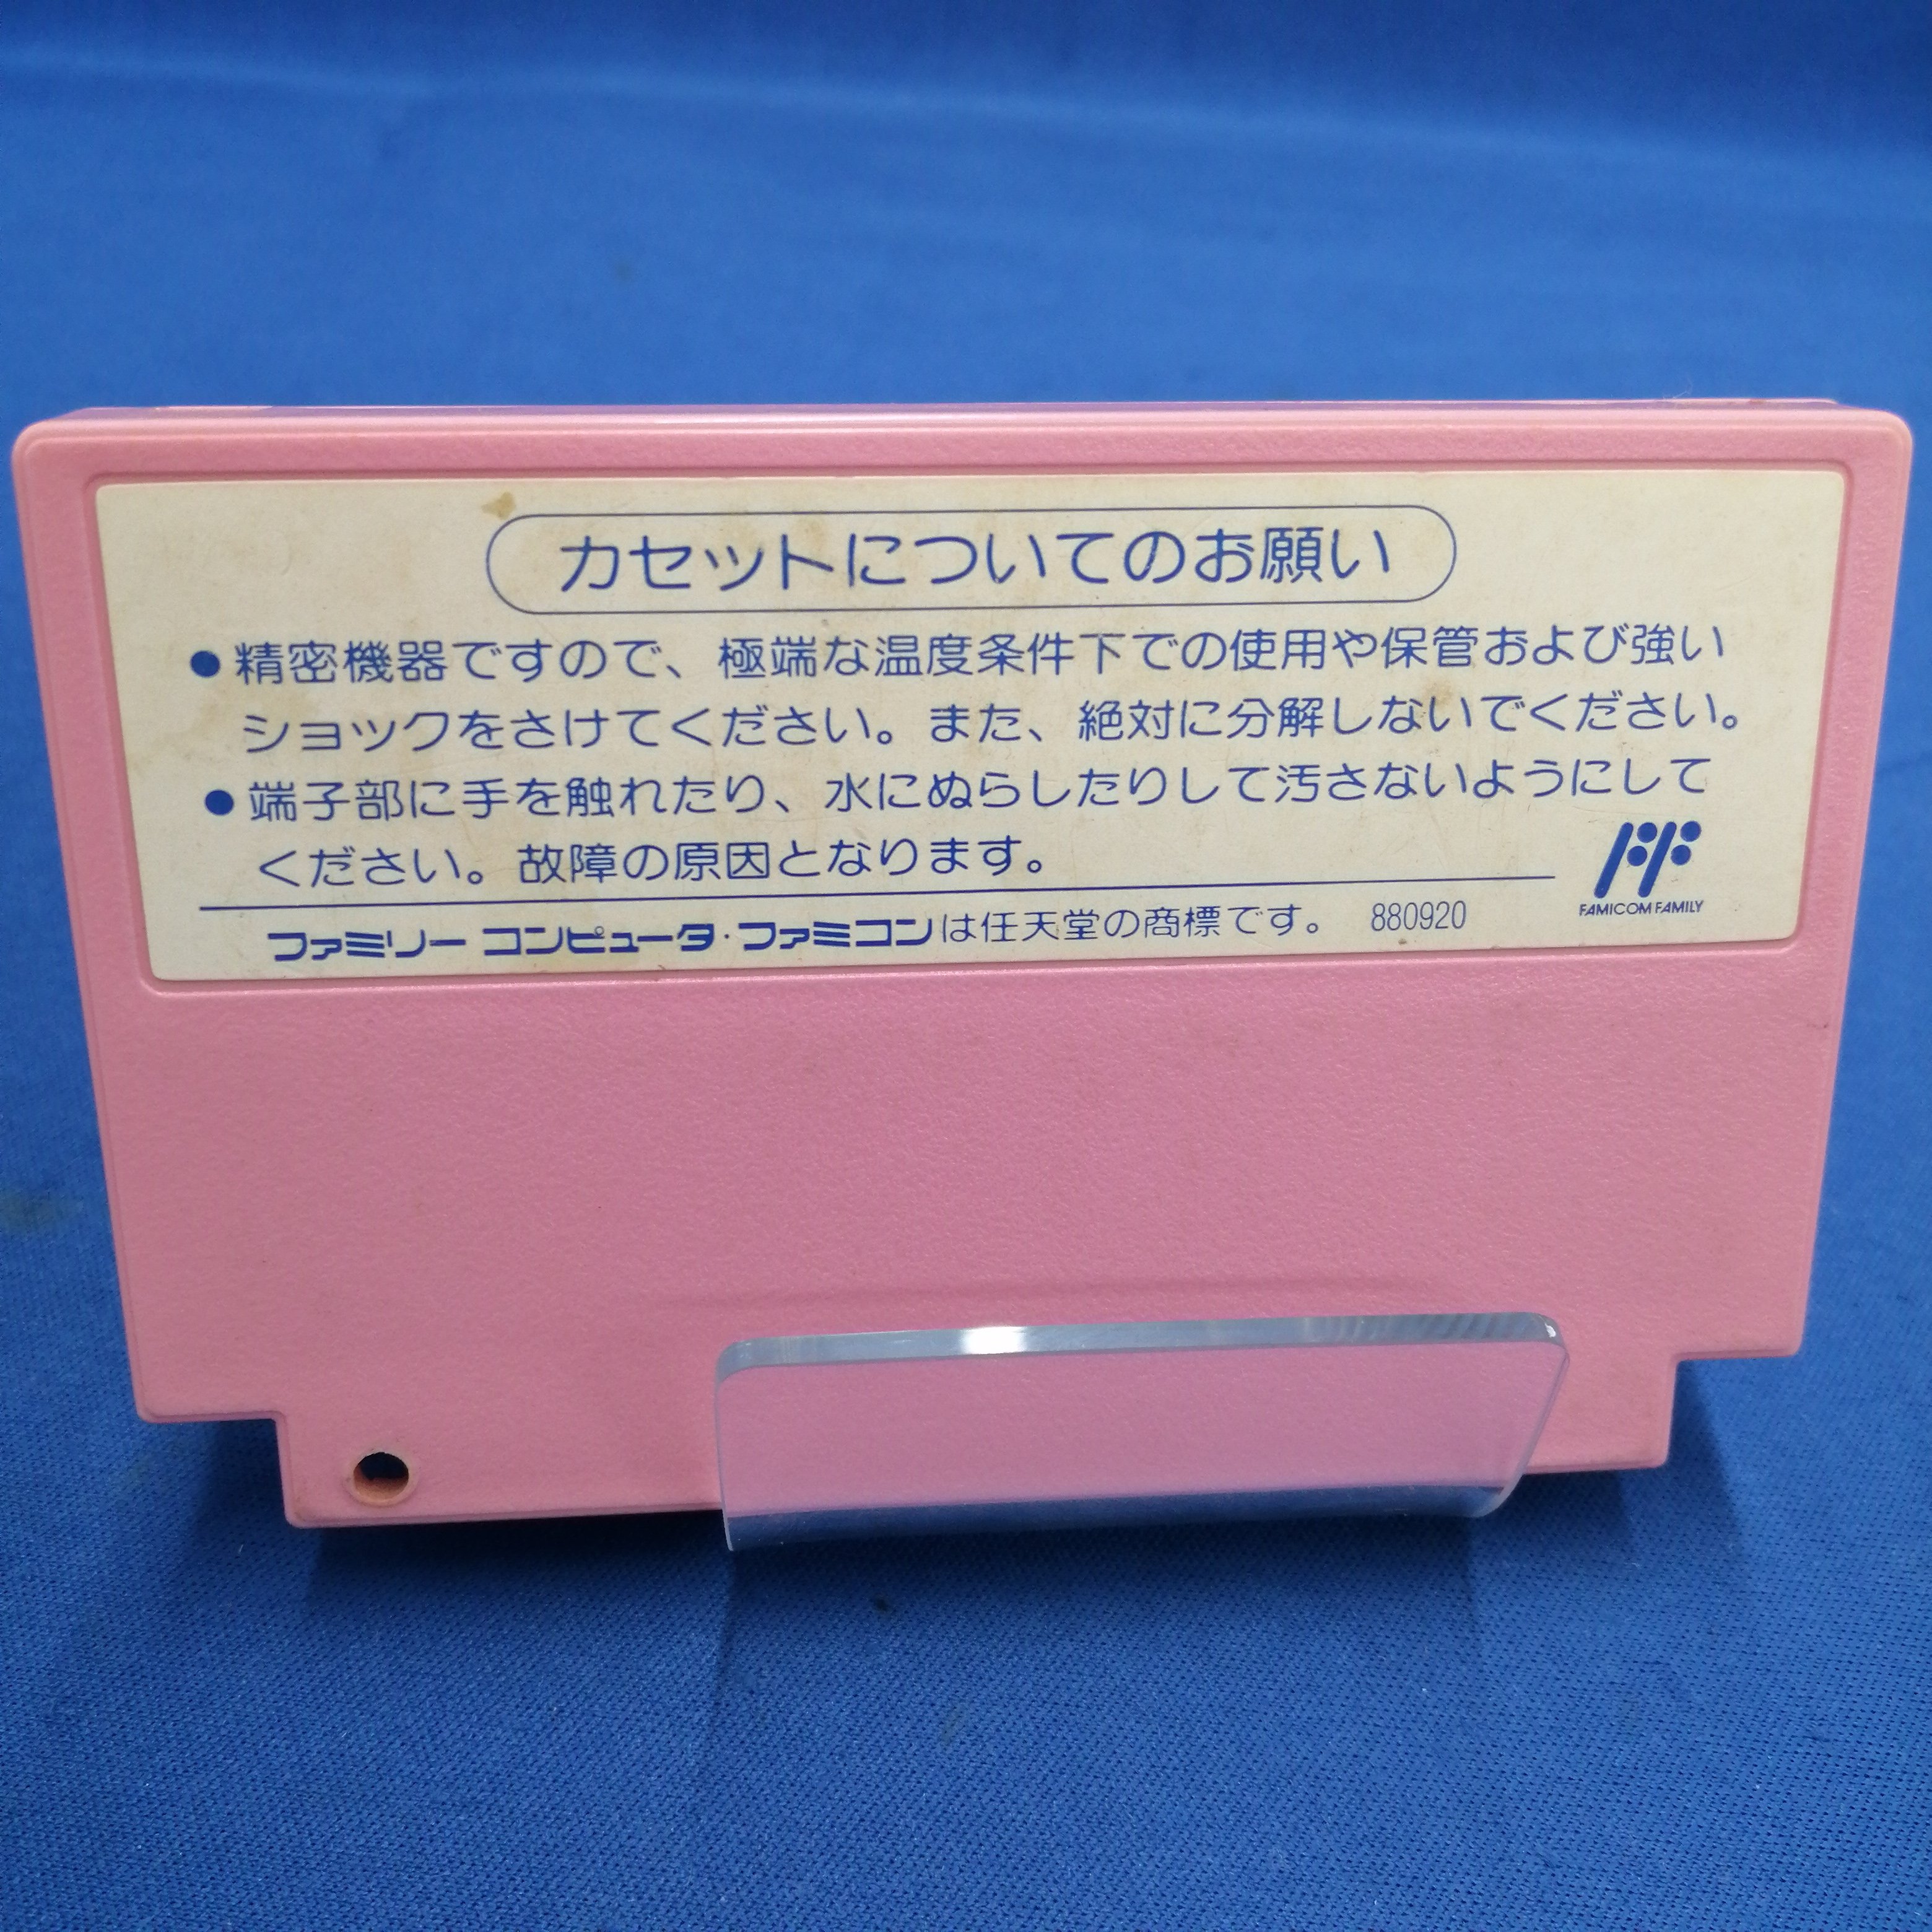 カセットについてのお願い
●精密機器ですので、極端な温度条件下での使用や保管および強い
ショックをさけてください。また、絶対に分解しないでください。
●端子部に手を触れたり、水にぬらしたりして汚さないようにして
ください。故障の原因となります。
ファミリー コンピュータ・ファミコンは任天堂の商標です。 880920
FAMICOM FAMILY